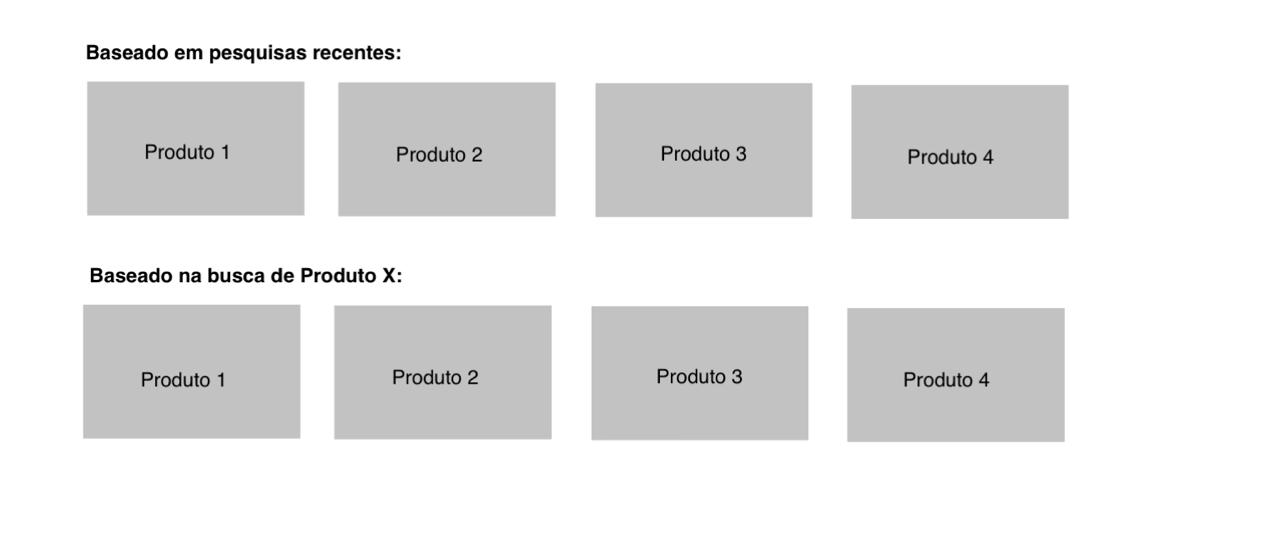 Baseado em pesquisas recentes:
Produto 1
Produto 2
Produto 3
Produto 4
Baseado na busca de Produto X:
Produto 1
Produto 2
Produto 3
Produto 4